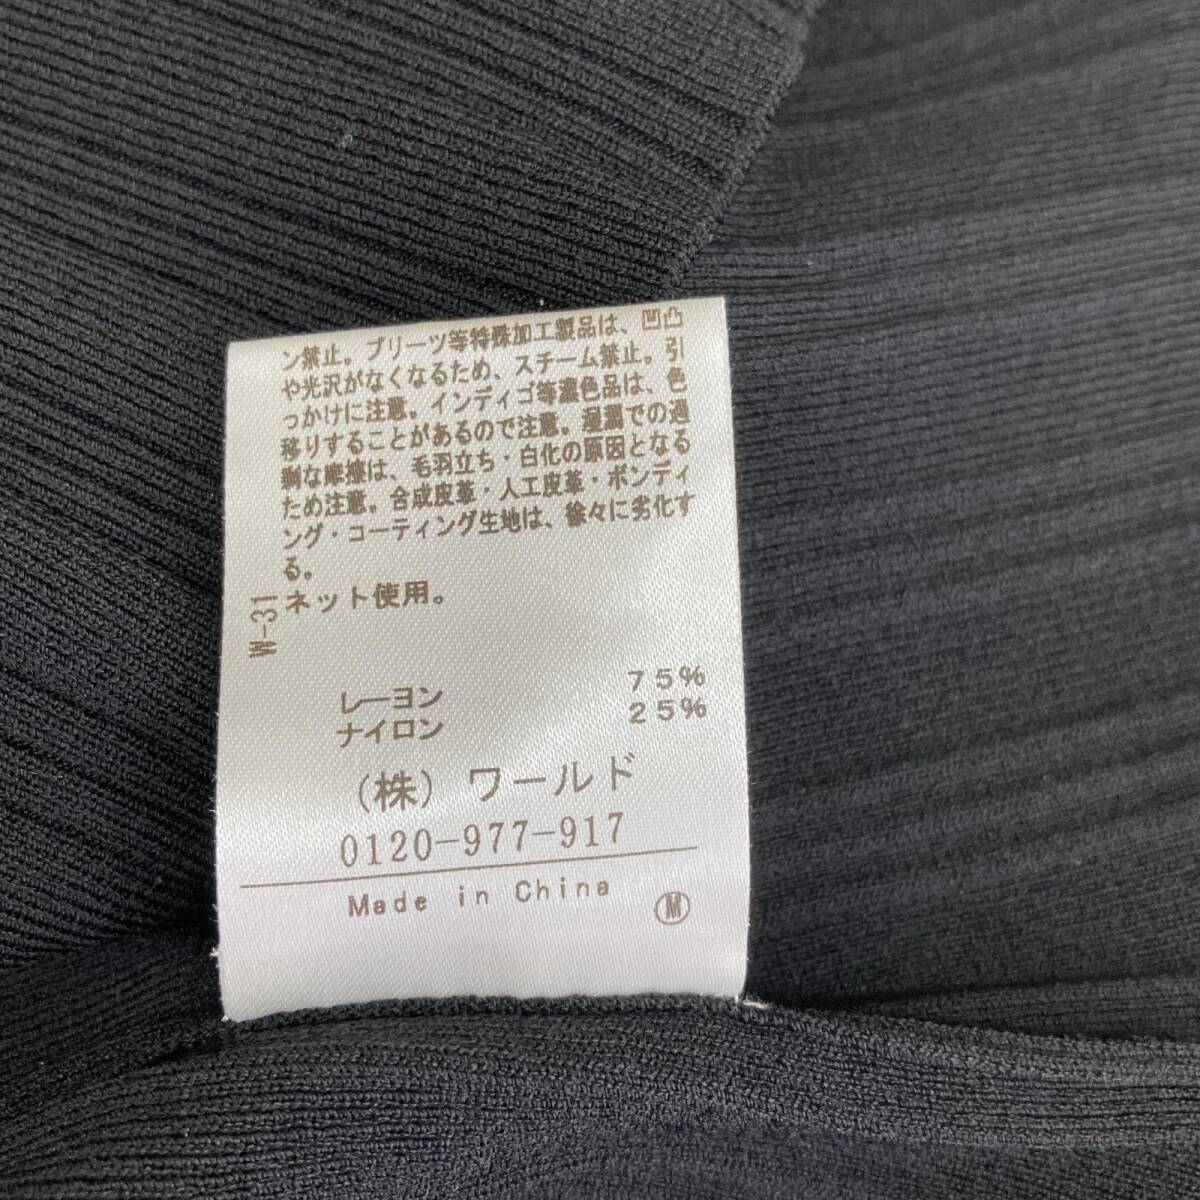 ン禁止。プリーツ等特殊加工製品は、凹凸
や光沢がなくなるため、スチーム禁止。引
っかけに注意。インディゴ等濃色品は、色
移りすることがあるので注意。湿潤での過
剰な摩擦は、毛羽立ち・白化の原因となる
ため注意。合成皮革・人工皮革・ボンディ
ング・コーティング生地は、徐々に劣化す
る。
ネット使用。
W-31
レーヨン 75%
ナイロン 25%
(株) ワールド
0120-977-917
Made in China
M